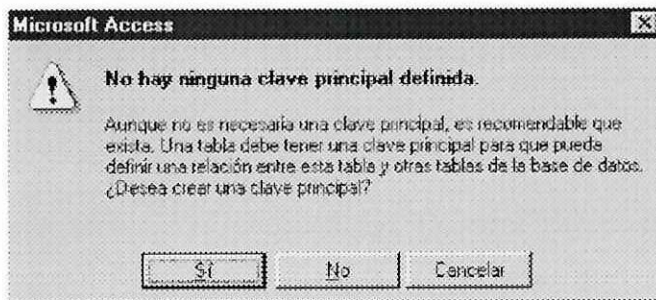 Microsoft Access
No hay ninguna clave principal definida.
Aunque no es necesaria una clave principal, es recomendable que
exista. Una tabla debe tener una clave principal para que pueda
definir una relación entre esta tabla y otras tablas de la base de datos.
¿Desea crear una clave principal?
Sí
No
Cancelar